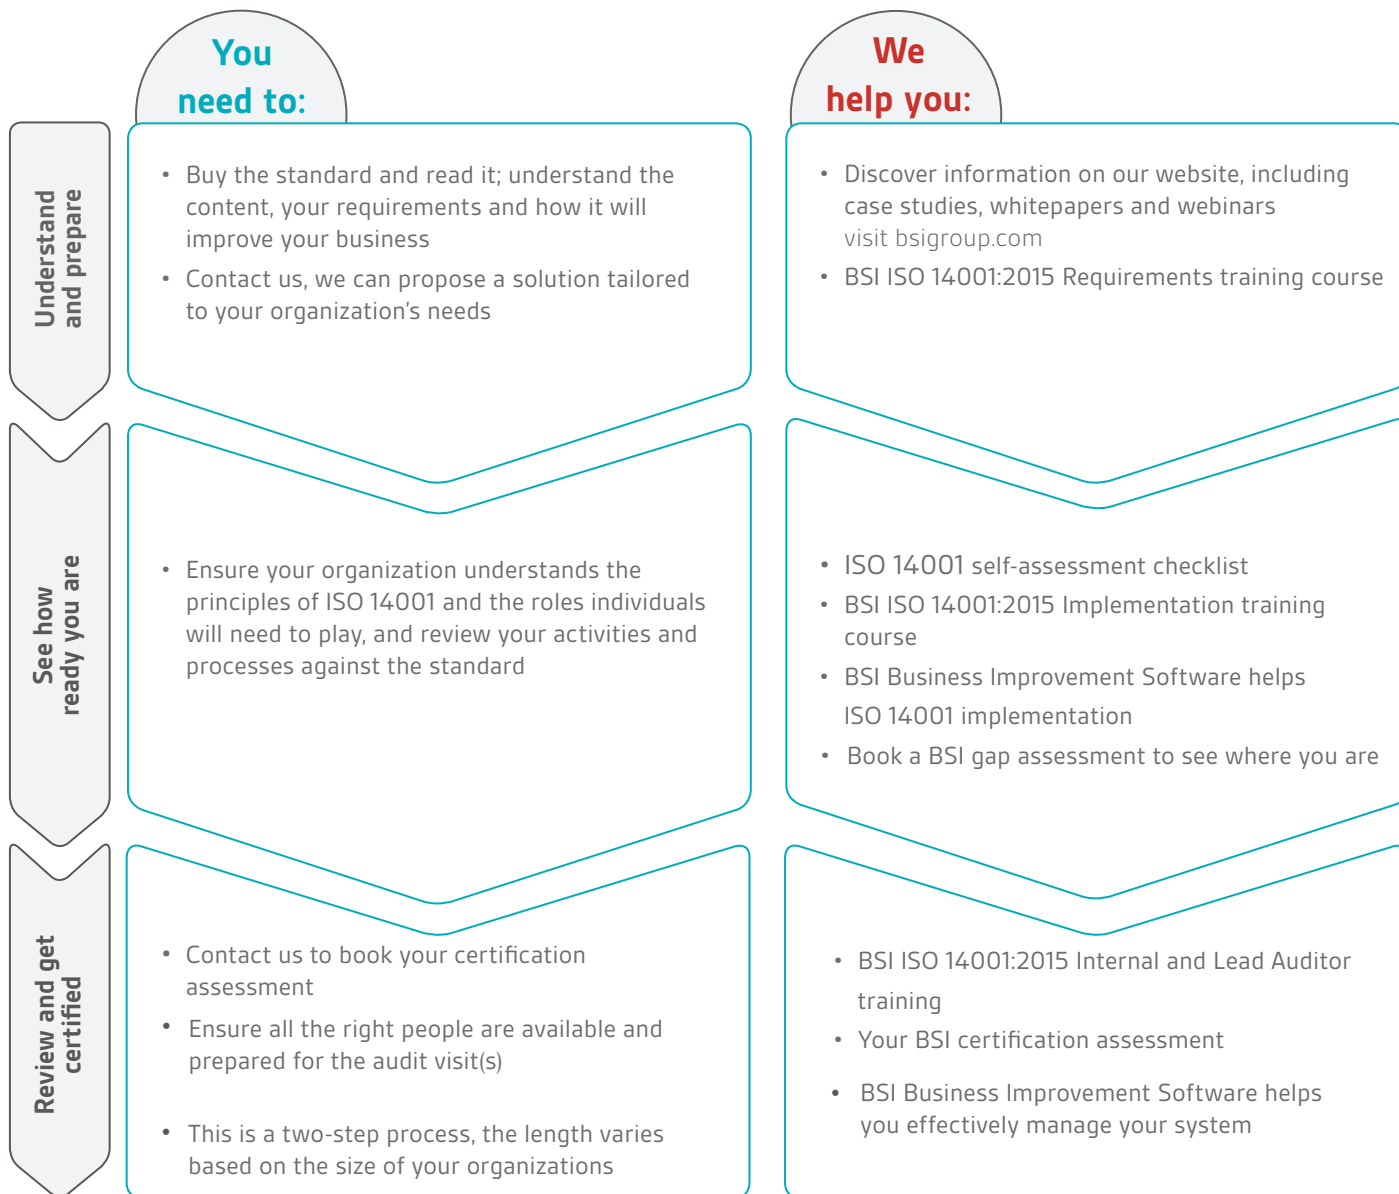 You
need to:
We
help you:
Understand
and prepare
• Buy the standard and read it; understand the
content, your requirements and how it will
improve your business
• Contact us, we can propose a solution tailored
to your organization's needs
• Discover information on our website, including
case studies, whitepapers and webinars
visit bsigroup.com
• BSI ISO 14001:2015 Requirements training course
See how
ready you are
• Ensure your organization understands the
principles of ISO 14001 and the roles individuals
will need to play, and review your activities and
processes against the standard
• ISO 14001 self-assessment checklist
• BSI ISO 14001:2015 Implementation training
course
• BSI Business Improvement Software helps
ISO 14001 implementation
• Book a BSI gap assessment to see where you are
Review and get
certified
• Contact us to book your certification
assessment
• Ensure all the right people are available and
prepared for the audit visit(s)
• This is a two-step process, the length varies
based on the size of your organizations
• BSI ISO 14001:2015 Internal and Lead Auditor
training
• Your BSI certification assessment
• BSI Business Improvement Software helps
you effectively manage your system